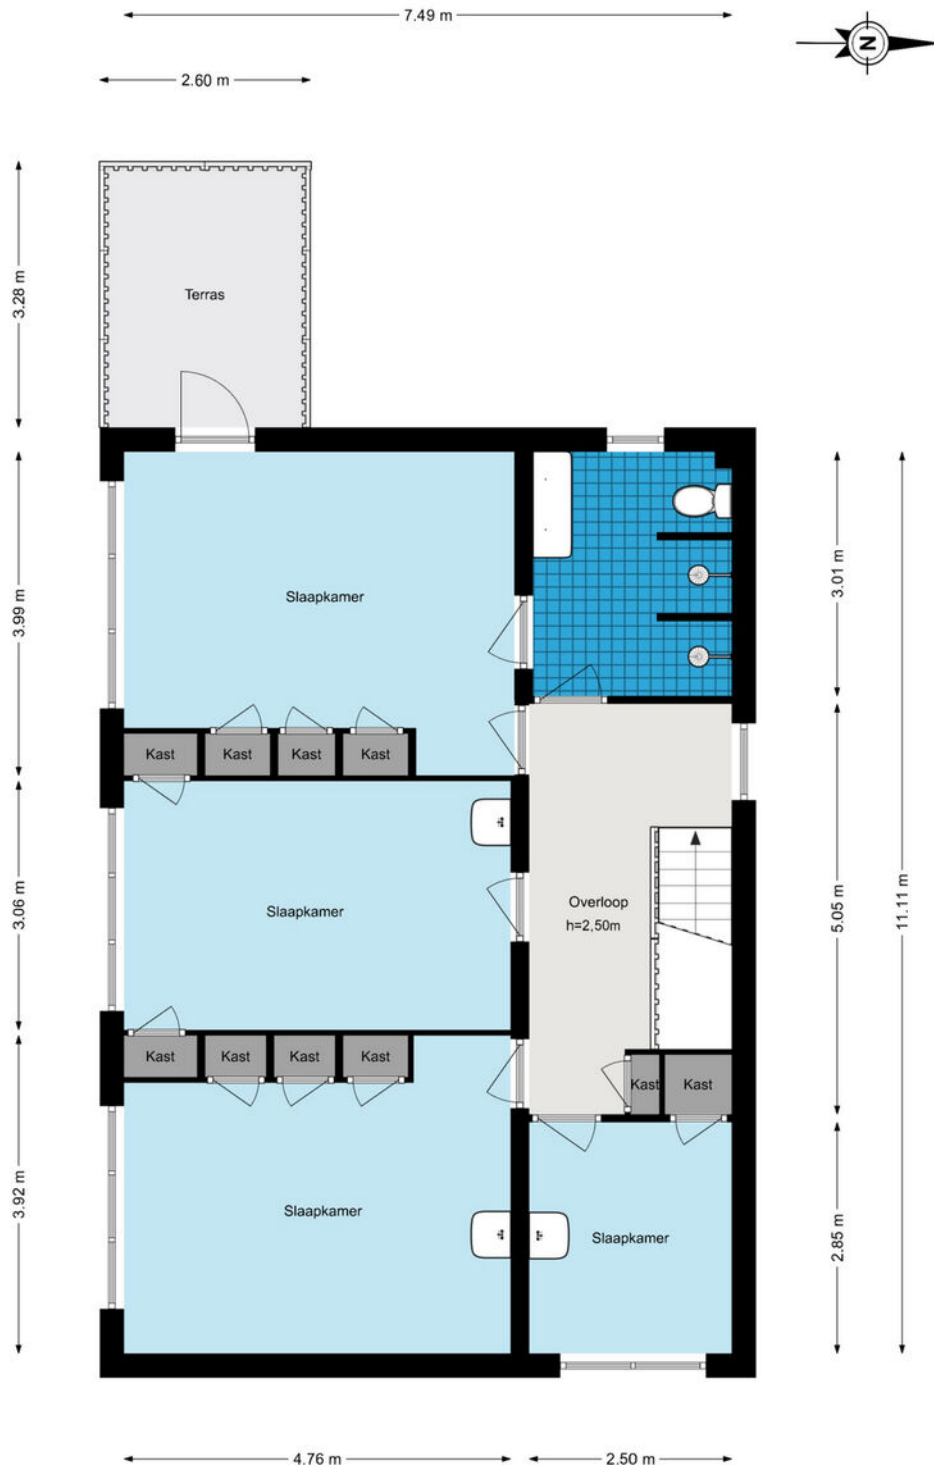 7.49 m
N
2.60 m
3.28 m
Terras
3.99 m
3.01 m
Slaapkamer
Kast
Kast
Kast
Kast
3.06 m
Slaapkamer
Overloop
h=2,50m
5.05 m
11.11 m
Kast
Kast
Kast
Kast
Kast
Kast
3.92 m
Slaapkamer
Slaapkamer
2.85 m
4.76 m
2.50 m